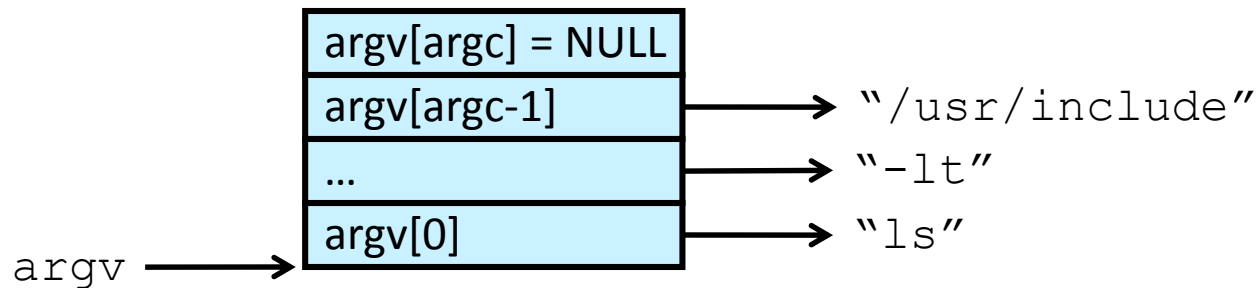 argv[argc] = NULL
argv[argc-1] “/usr/include”
… “-lt”
argv[0] “ls”
argv